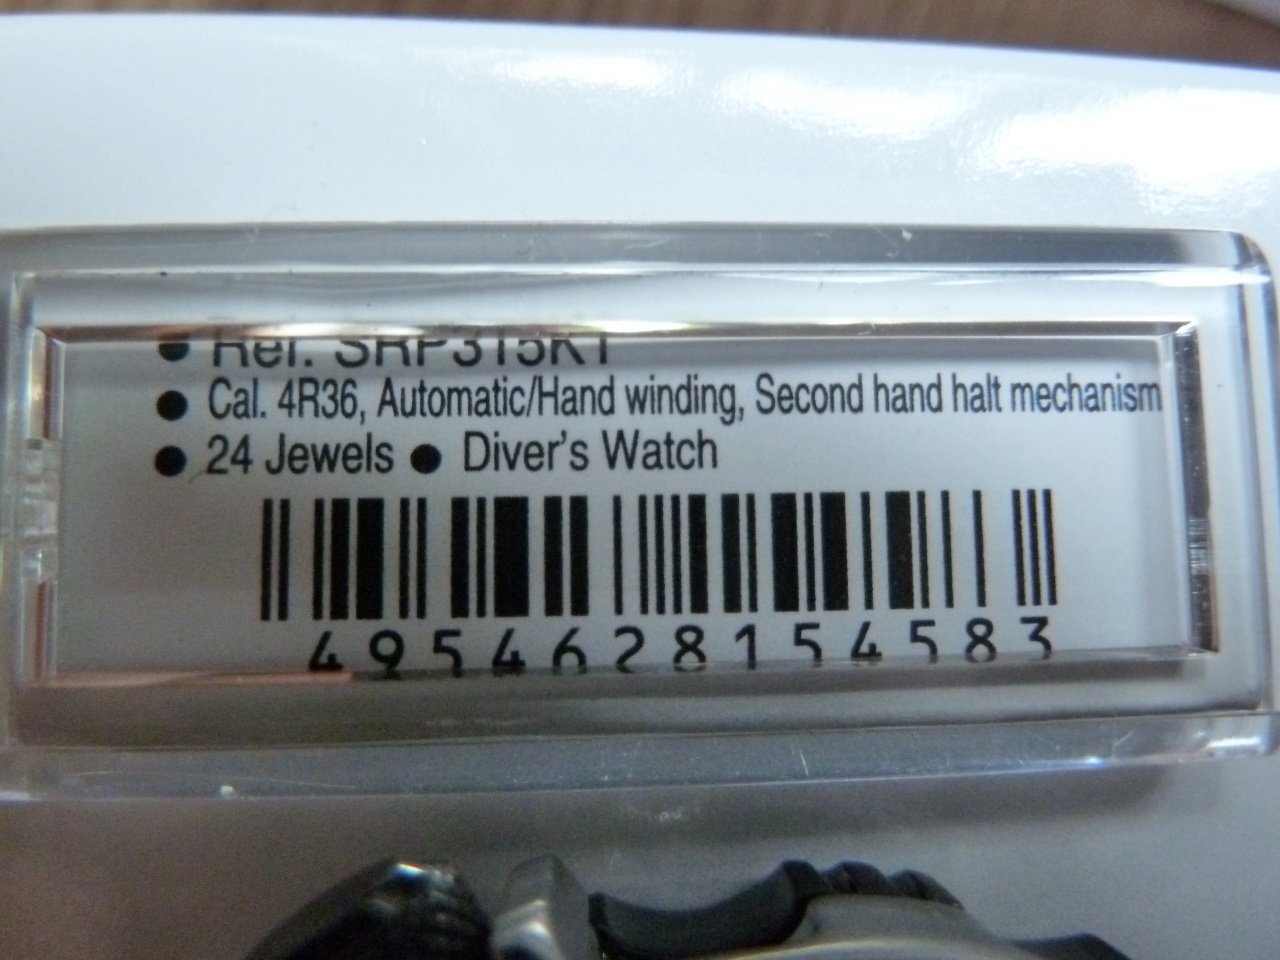 ● Ref. SRP315K1
● Cal. 4R36, Automatic/Hand winding, Second hand halt mechanism
● 24 Jewels ● Diver's Watch
4954628154583